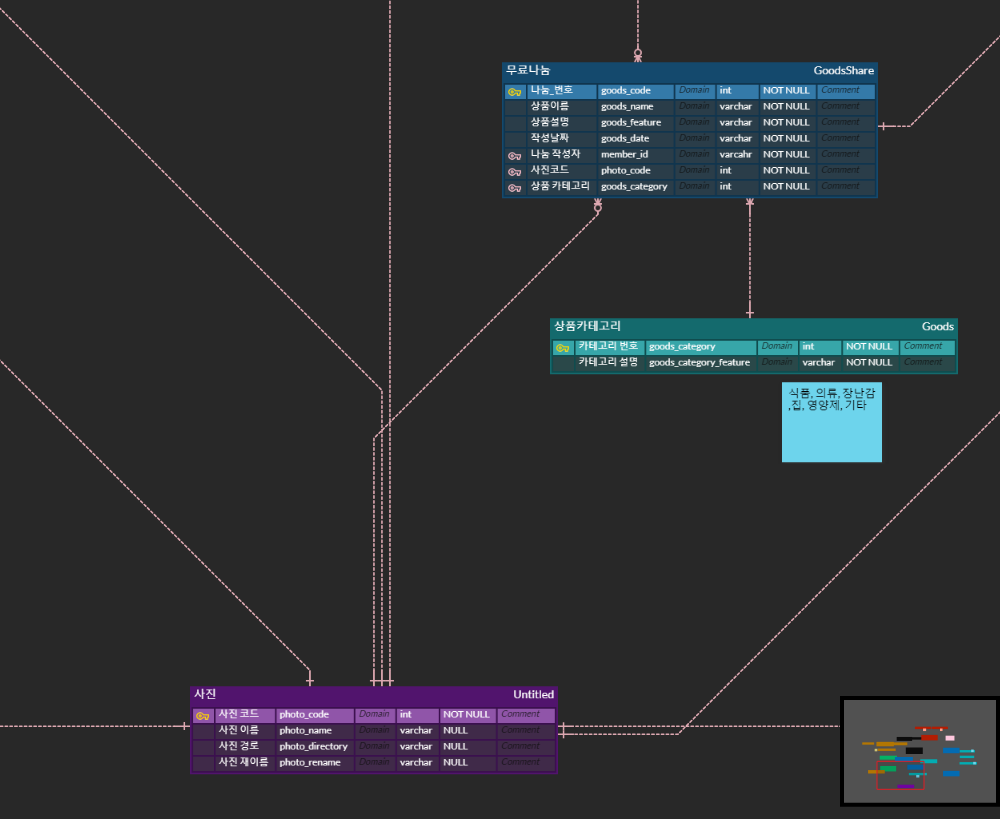 무료나눔 GoodsShare
나눔_번호 goods_code Domain int NOT NULL Comment
상품이름 goods_name Domain varchar NOT NULL Comment
상품설명 goods_feature Domain varchar NOT NULL Comment
작성날짜 goods_date Domain varchar NOT NULL Comment
나눔 작성자 member_id Domain varcahr NOT NULL Comment
사진코드 photo_code Domain int NOT NULL Comment
상품 카테고리 goods_category Domain int NOT NULL Comment
상품카테고리 Goods
카테고리 번호 goods_category Domain int NOT NULL Comment
카테고리 설명 goods_category_feature Domain varchar NOT NULL Comment
식품, 의류, 장난감
,집, 영양제, 기타
사진 Untitled
사진 코드 photo_code Domain int NOT NULL Comment
사진 이름 photo_name Domain varchar NULL Comment
사진 경로 photo_directory Domain varchar NULL Comment
사진 재이름 photo_rename Domain varchar NULL Comment